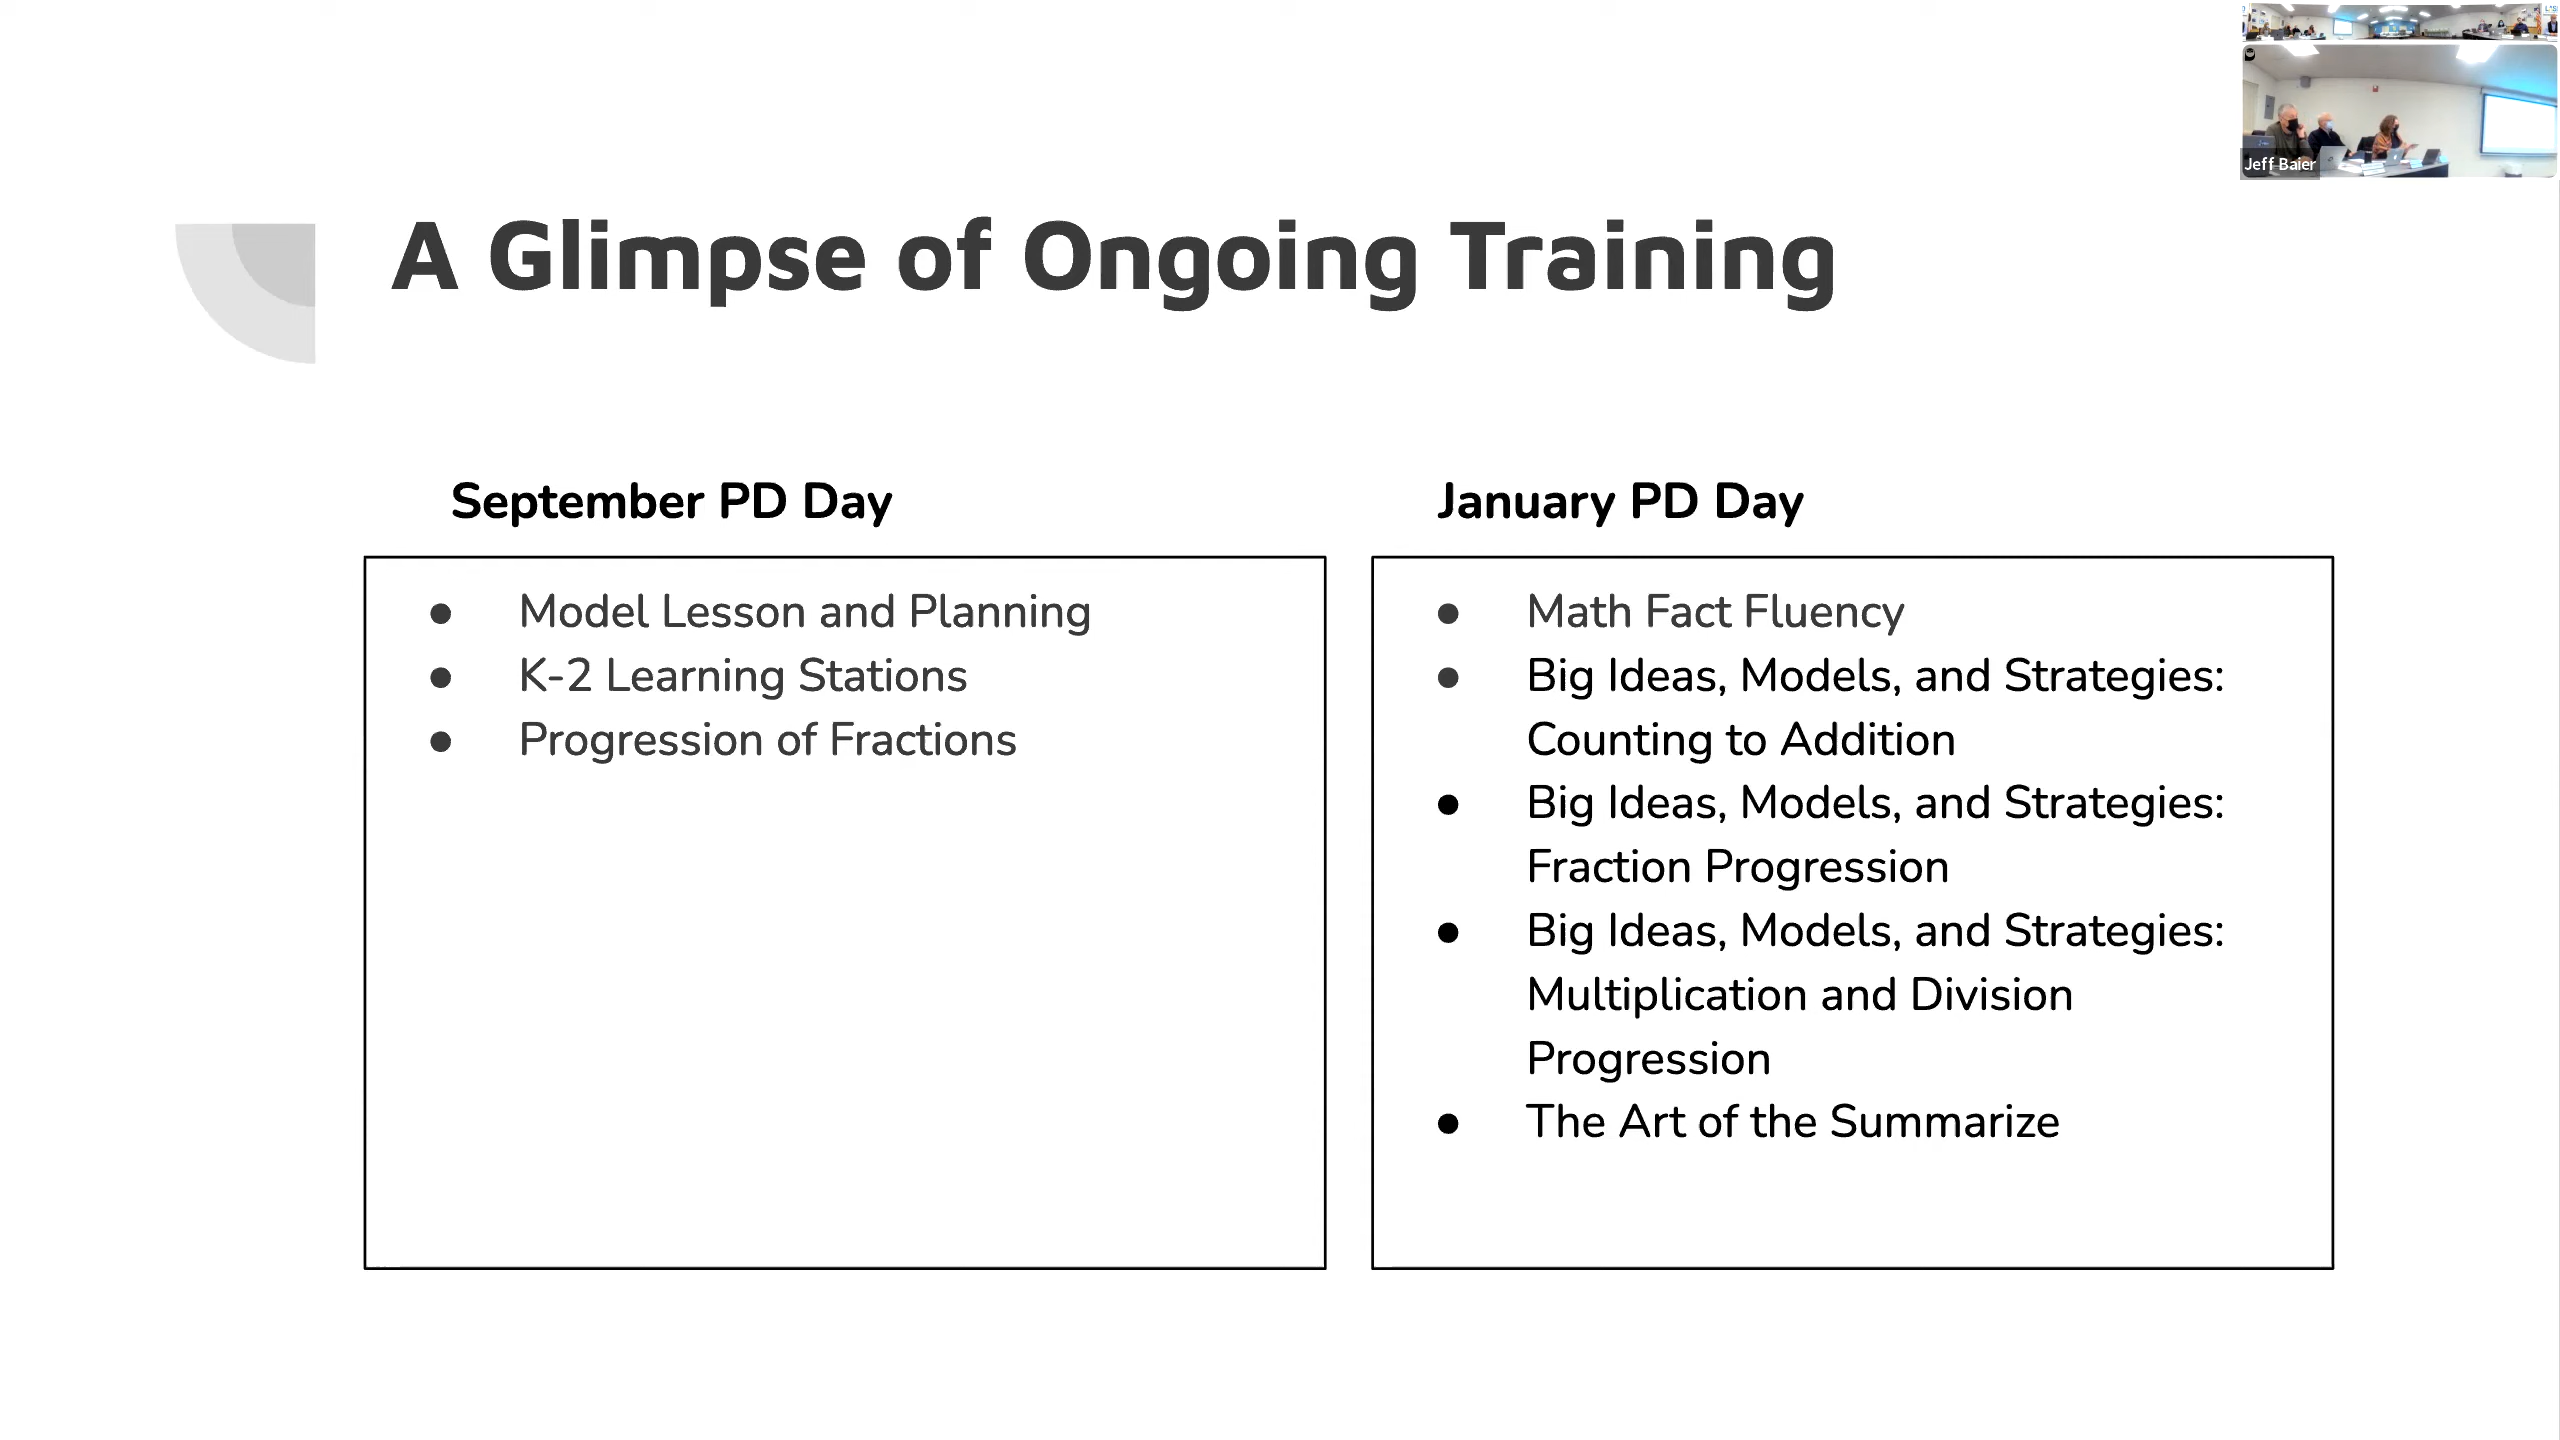 Jeff Baier
A Glimpse of Ongoing Training
September PD Day
● Model Lesson and Planning
● K-2 Learning Stations
● Progression of Fractions
January PD Day
● Math Fact Fluency
● Big Ideas, Models, and Strategies:
Counting to Addition
● Big Ideas, Models, and Strategies:
Fraction Progression
● Big Ideas, Models, and Strategies:
Multiplication and Division
Progression
● The Art of the Summarize